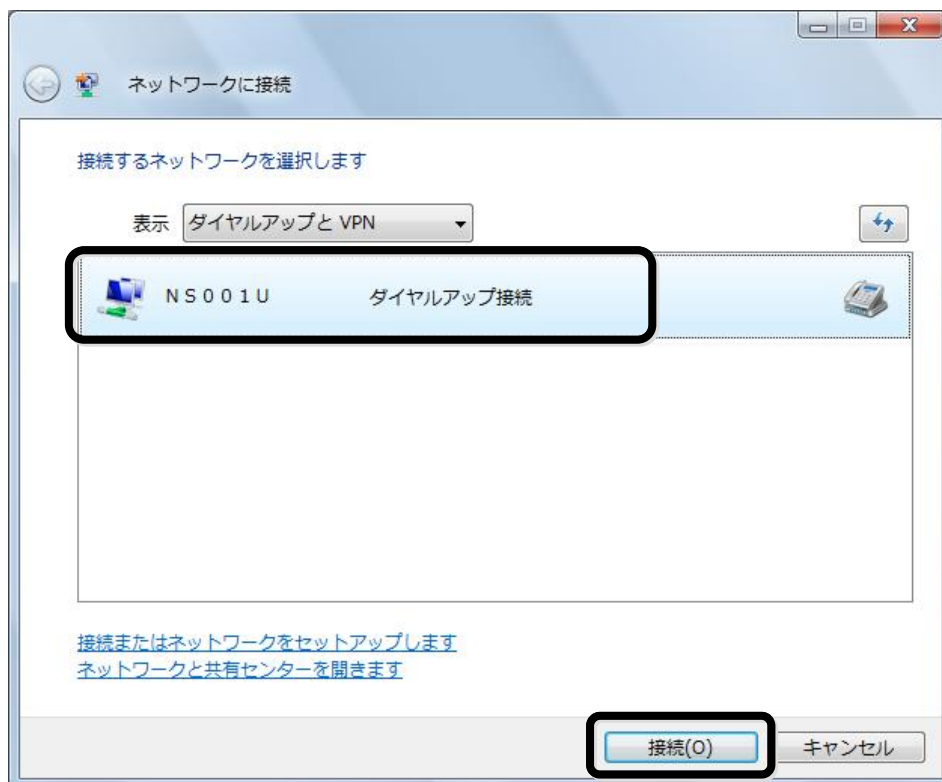 ネットワークに接続
接続するネットワークを選択します
表示 ダイヤルアップと VPN
ＮＳ００１Ｕ ダイヤルアップ接続
接続またはネットワークをセットアップします
ネットワークと共有センターを開きます
接続(O) キャンセル